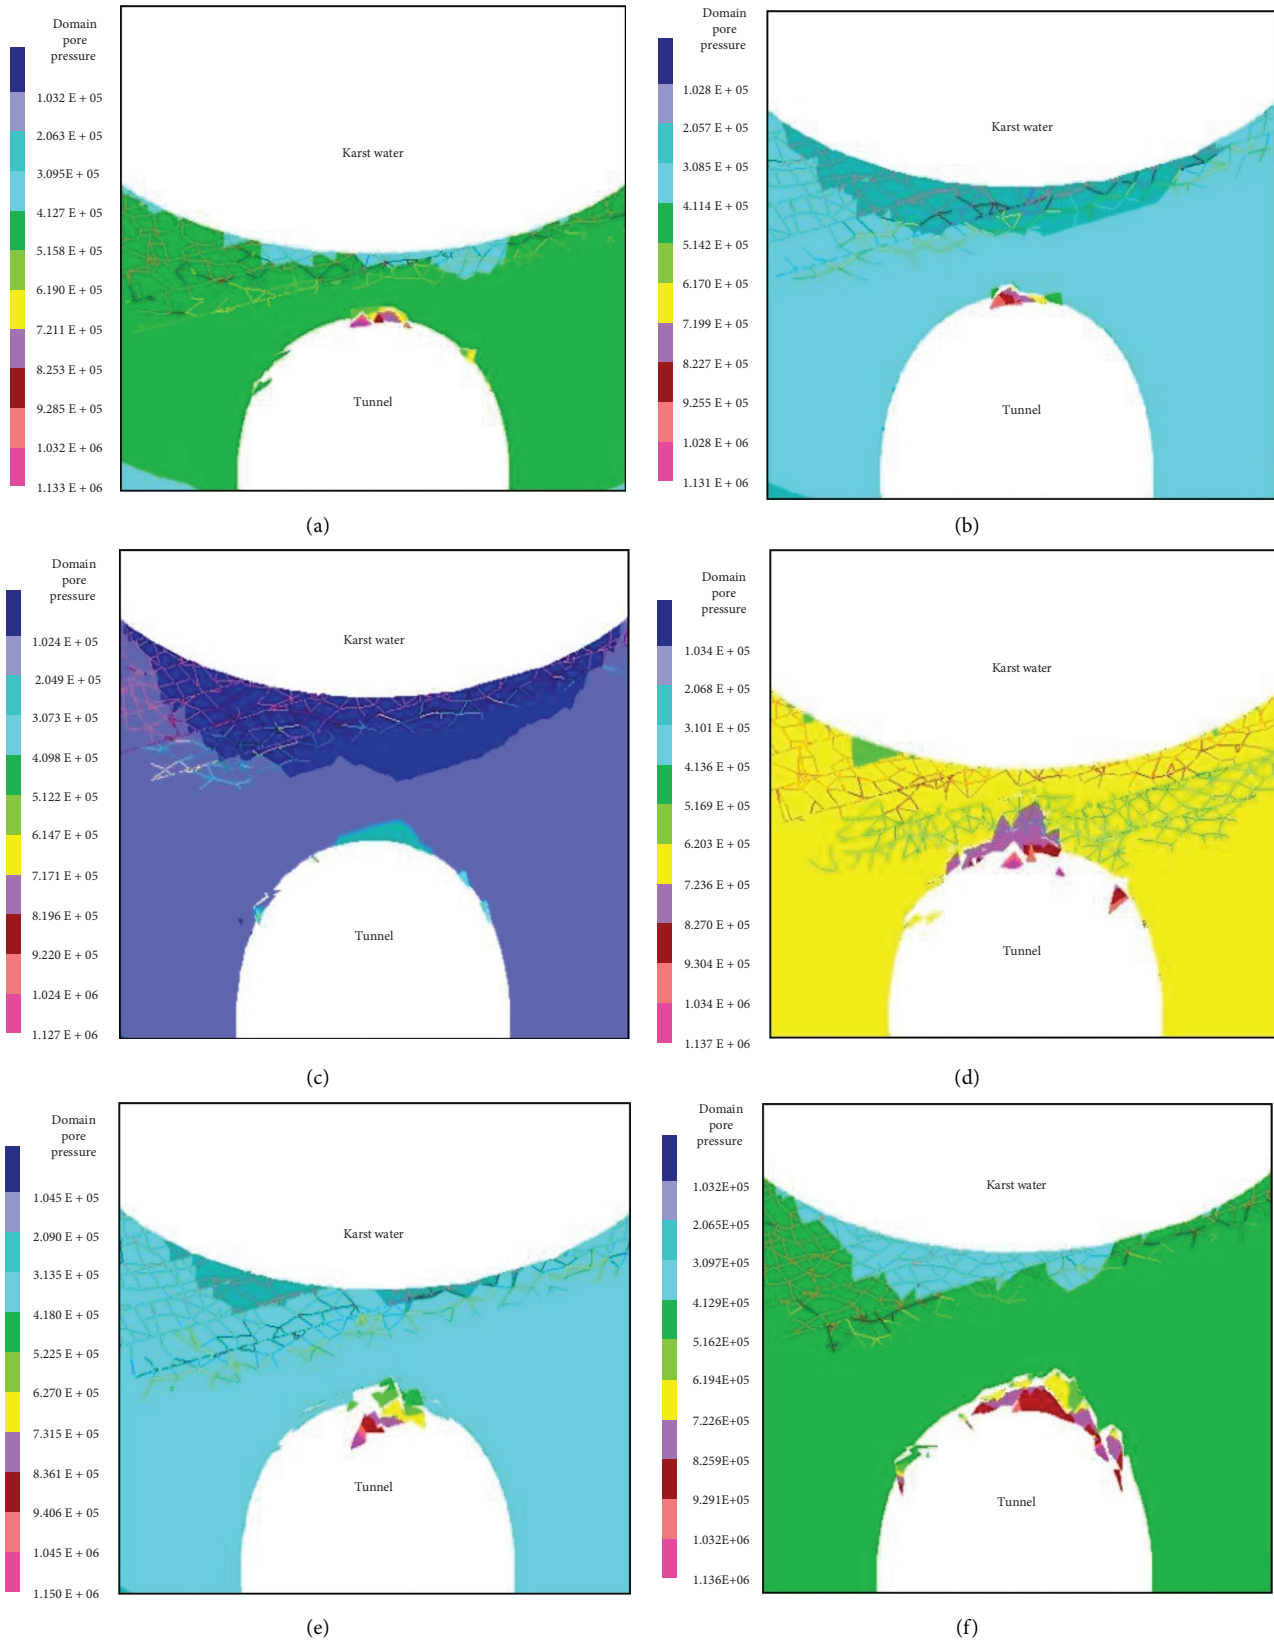 Domain
pore
pressure
1.032 E + 05
2.063 E + 05
3.095E + 05
4.127 E + 05
5.158 E + 05
6.190 E + 05
7.211 E + 05
8.253 E + 05
9.285 E + 05
1.032 E + 06
1.133 E + 06
Karst water
Tunnel
(a)
Domain
pore
pressure
1.028 E + 05
2.057 E + 05
3.085 E + 05
4.114 E + 05
5.142 E + 05
6.170 E + 05
7.199 E + 05
8.227 E + 05
9.255 E + 05
1.028 E + 06
1.131 E + 06
Karst water
Tunnel
(b)
Domain
pore
pressure
1.024 E + 05
2.049 E + 05
3.073 E + 05
4.098 E + 05
5.122 E + 05
6.147 E + 05
7.171 E + 05
8.196 E + 05
9.220 E + 05
1.024 E + 06
1.127 E + 06
Karst water
Tunnel
(c)
Domain
pore
pressure
1.034 E + 05
2.068 E + 05
3.101 E + 05
4.136 E + 05
5.169 E + 05
6.203 E + 05
7.236 E + 05
8.270 E + 05
9.304 E + 05
1.034 E + 06
1.137 E + 06
Karst water
Tunnel
(d)
Domain
pore
pressure
1.045 E + 05
2.090 E + 05
3.135 E + 05
4.180 E + 05
5.225 E + 05
6.270 E + 05
7.315 E + 05
8.361 E + 05
9.406 E + 05
1.045 E + 06
1.150 E + 06
Karst water
Tunnel
(e)
Domain
pore
pressure
1.032E+05
2.065E+05
3.097E+05
4.129E+05
5.162E+05
6.194E+05
7.226E+05
8.259E+05
9.291E+05
1.032E+06
1.136E+06
Karst water
Tunnel
(f)